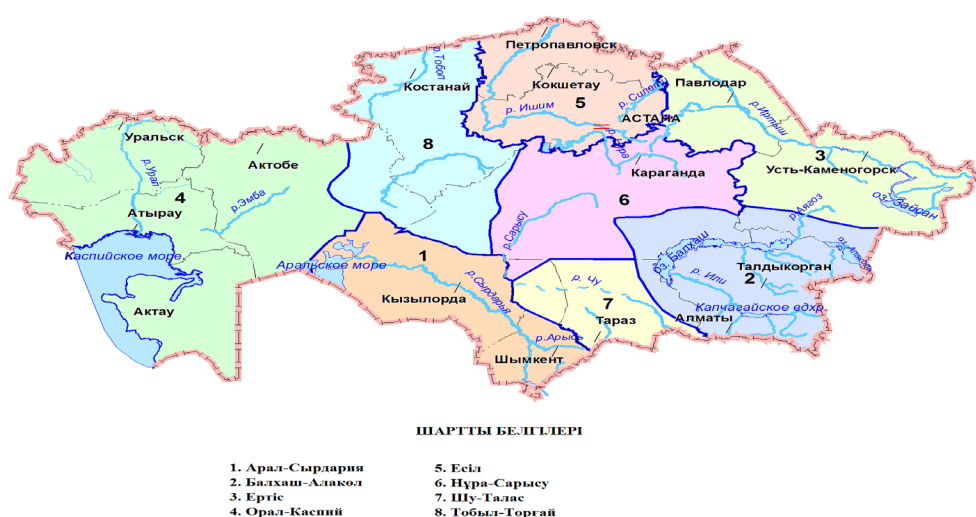 Петропавловск
р.Тобол
Костанай
Кокшетау
Павлодар
р. Ишим
5
р. Силеты
АСТАНА
р.Иртыш
Уральск
Актобе
8
р.Нура
Караганда
3
Усть-Каменогорск
р.Урал
4
Атырау
р.Эмба
6
оз.Зайсан
р.Аягоз
р.Сарысу
Каспийское море
Аральское море
1
оз. Балхаш
Талдыкорган
2
р. Или
р.Сырдарья
р. Чу
Кызылорда
Актау
7
Тараз
Капчагайское вдхр.
Алматы
р.Арысь
Шымкент
ШАРТТЫ БЕЛГІЛЕРІ
1. Арал-Сырдария
2. Балхаш-Алакөл
3. Ертіс
4. Орал-Каспий
5. Есіл
6. Нұра-Сарысу
7. Шу-Талас
8. Тобыл-Торғай